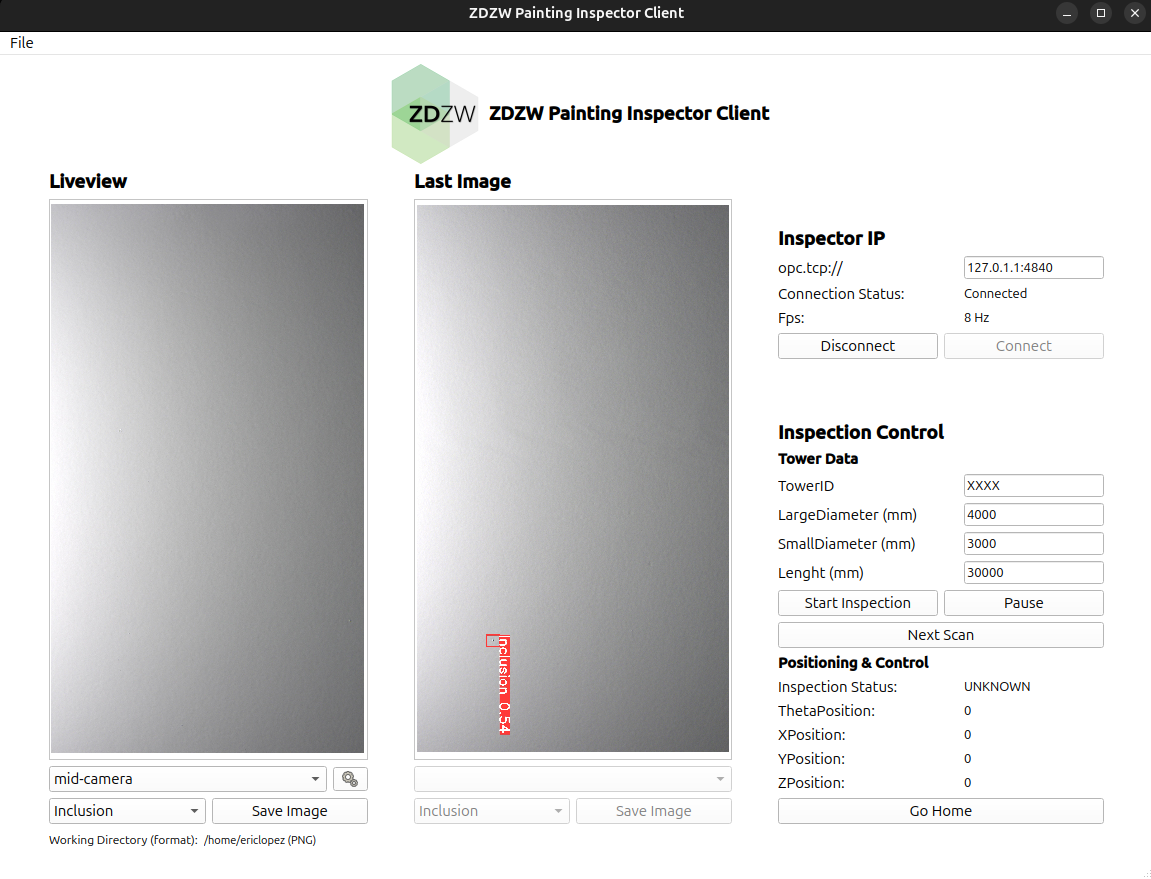 ZDZW Painting Inspector Client
File
ZDZW
ZDZW Painting Inspector Client
Liveview
Last Image
Inclusion 0.54
mid-camera
Inclusion
Save Image
Inclusion
Save Image
Working Directory (format): /home/ericlopez (PNG)
Inspector IP
opc.tcp://
127.0.1.1:4840
Connection Status:
Connected
Fps:
8 Hz
Disconnect
Connect
Inspection Control
Tower Data
TowerID
XXXX
LargeDiameter (mm)
4000
SmallDiameter (mm)
3000
Lenght (mm)
30000
Start Inspection
Pause
Next Scan
Positioning & Control
Inspection Status:
UNKNOWN
ThetaPosition:
0
XPosition:
0
YPosition:
0
ZPosition:
0
Go Home